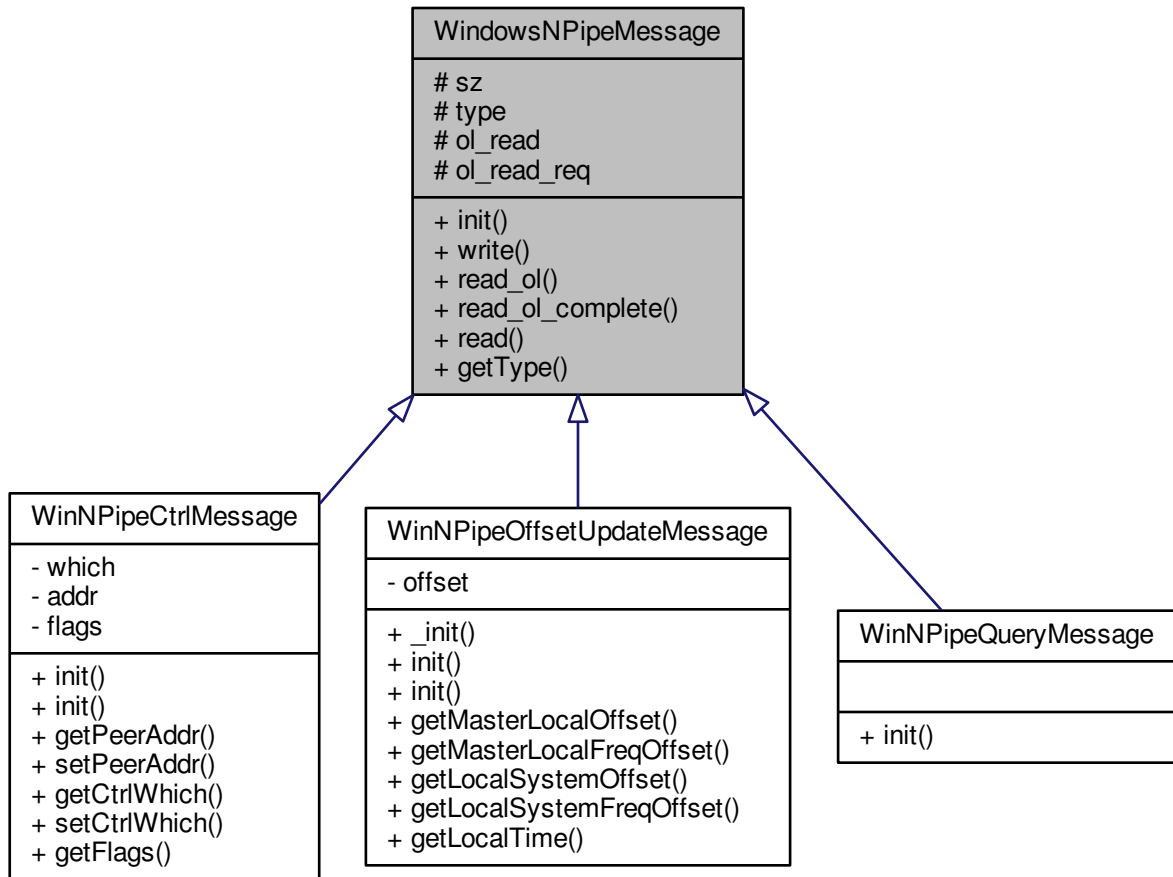 WindowsNPipeMessage
# sz
# type
# ol_read
# ol_read_req
+ init()
+ write()
+ read_ol()
+ read_ol_complete()
+ read()
+ getType()
WinNPipeCtrlMessage
- which
- addr
- flags
+ init()
+ init()
+ getPeerAddr()
+ setPeerAddr()
+ getCtrlWhich()
+ setCtrlWhich()
+ getFlags()
WinNPipeOffsetUpdateMessage
- offset
+ _init()
+ init()
+ init()
+ getMasterLocalOffset()
+ getMasterLocalFreqOffset()
+ getLocalSystemOffset()
+ getLocalSystemFreqOffset()
+ getLocalTime()
WinNPipeQueryMessage
+ init()